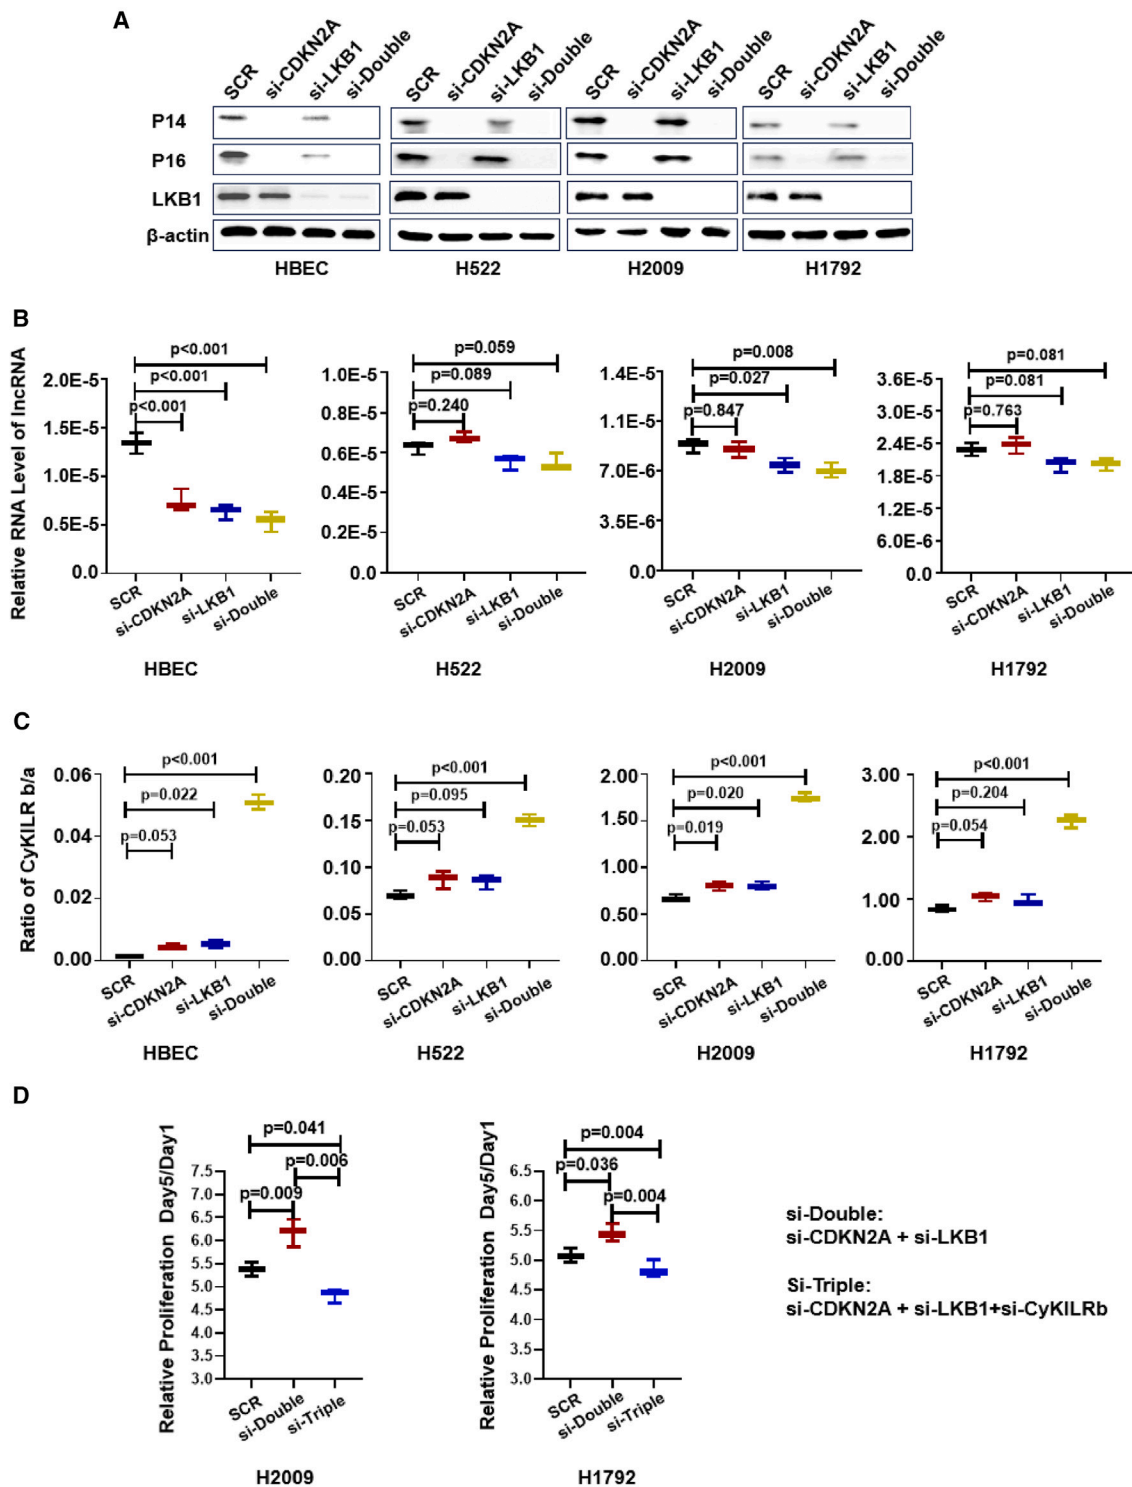 A
SCR si-CDKN2A si-LKB1 si-Double SCR si-CDKN2A si-LKB1 si-Double SCR si-CDKN2A si-LKB1 si-Double SCR si-CDKN2A si-LKB1 si-Double
P14
P16
LKB1
β-actin
HBEC H522 H2009 H1792
B
Relative RNA Level of lncRNA
p<0.001
p<0.001
p<0.001
2.0E-5
1.5E-5
1.0E-5
0.5E-5
0.0
SCR si-CDKN2A si-LKB1 si-Double
HBEC
p=0.059
p=0.089
p=0.240
1.0E-5
0.8E-5
0.6E-5
0.4E-5
0.2E-5
0.0
SCR si-CDKN2A si-LKB1 si-Double
H522
p=0.008
p=0.027
p=0.847
1.4E-5
1.1E-5
7.0E-6
3.5E-6
0.0
SCR si-CDKN2A si-LKB1 si-Double
H2009
p=0.081
p=0.081
p=0.763
3.6E-5
3.0E-5
2.4E-5
1.8E-5
1.2E-5
6.0E-6
0.0
SCR si-CDKN2A si-LKB1 si-Double
H1792
C
Ratio of CyKILR b/a
p<0.001
p=0.022
p=0.053
0.06
0.04
0.02
0.00
SCR si-CDKN2A si-LKB1 si-Double
HBEC
p<0.001
p=0.095
p=0.053
0.20
0.15
0.10
0.05
0.00
SCR si-CDKN2A si-LKB1 si-Double
H522
p<0.001
p=0.020
p=0.019
2.00
1.50
1.00
0.50
0.00
SCR si-CDKN2A si-LKB1 si-Double
H2009
p<0.001
p=0.204
p=0.054
3.00
2.00
1.00
0.00
SCR si-CDKN2A si-LKB1 si-Double
H1792
D
Relative Proliferation Day5/Day1
p=0.041
p=0.006
p=0.009
7.5
7.0
6.5
6.0
5.5
5.0
4.5
4.0
3.5
3.0
SCR si-Double si-Triple
H2009
Relative Proliferation Day5/Day1
p=0.004
p=0.036
p=0.004
6.5
6.0
5.5
5.0
4.5
4.0
3.5
3.0
SCR si-Double si-Triple
H1792
si-Double:
si-CDKN2A + si-LKB1
Si-Triple:
si-CDKN2A + si-LKB1+si-CyKILRb